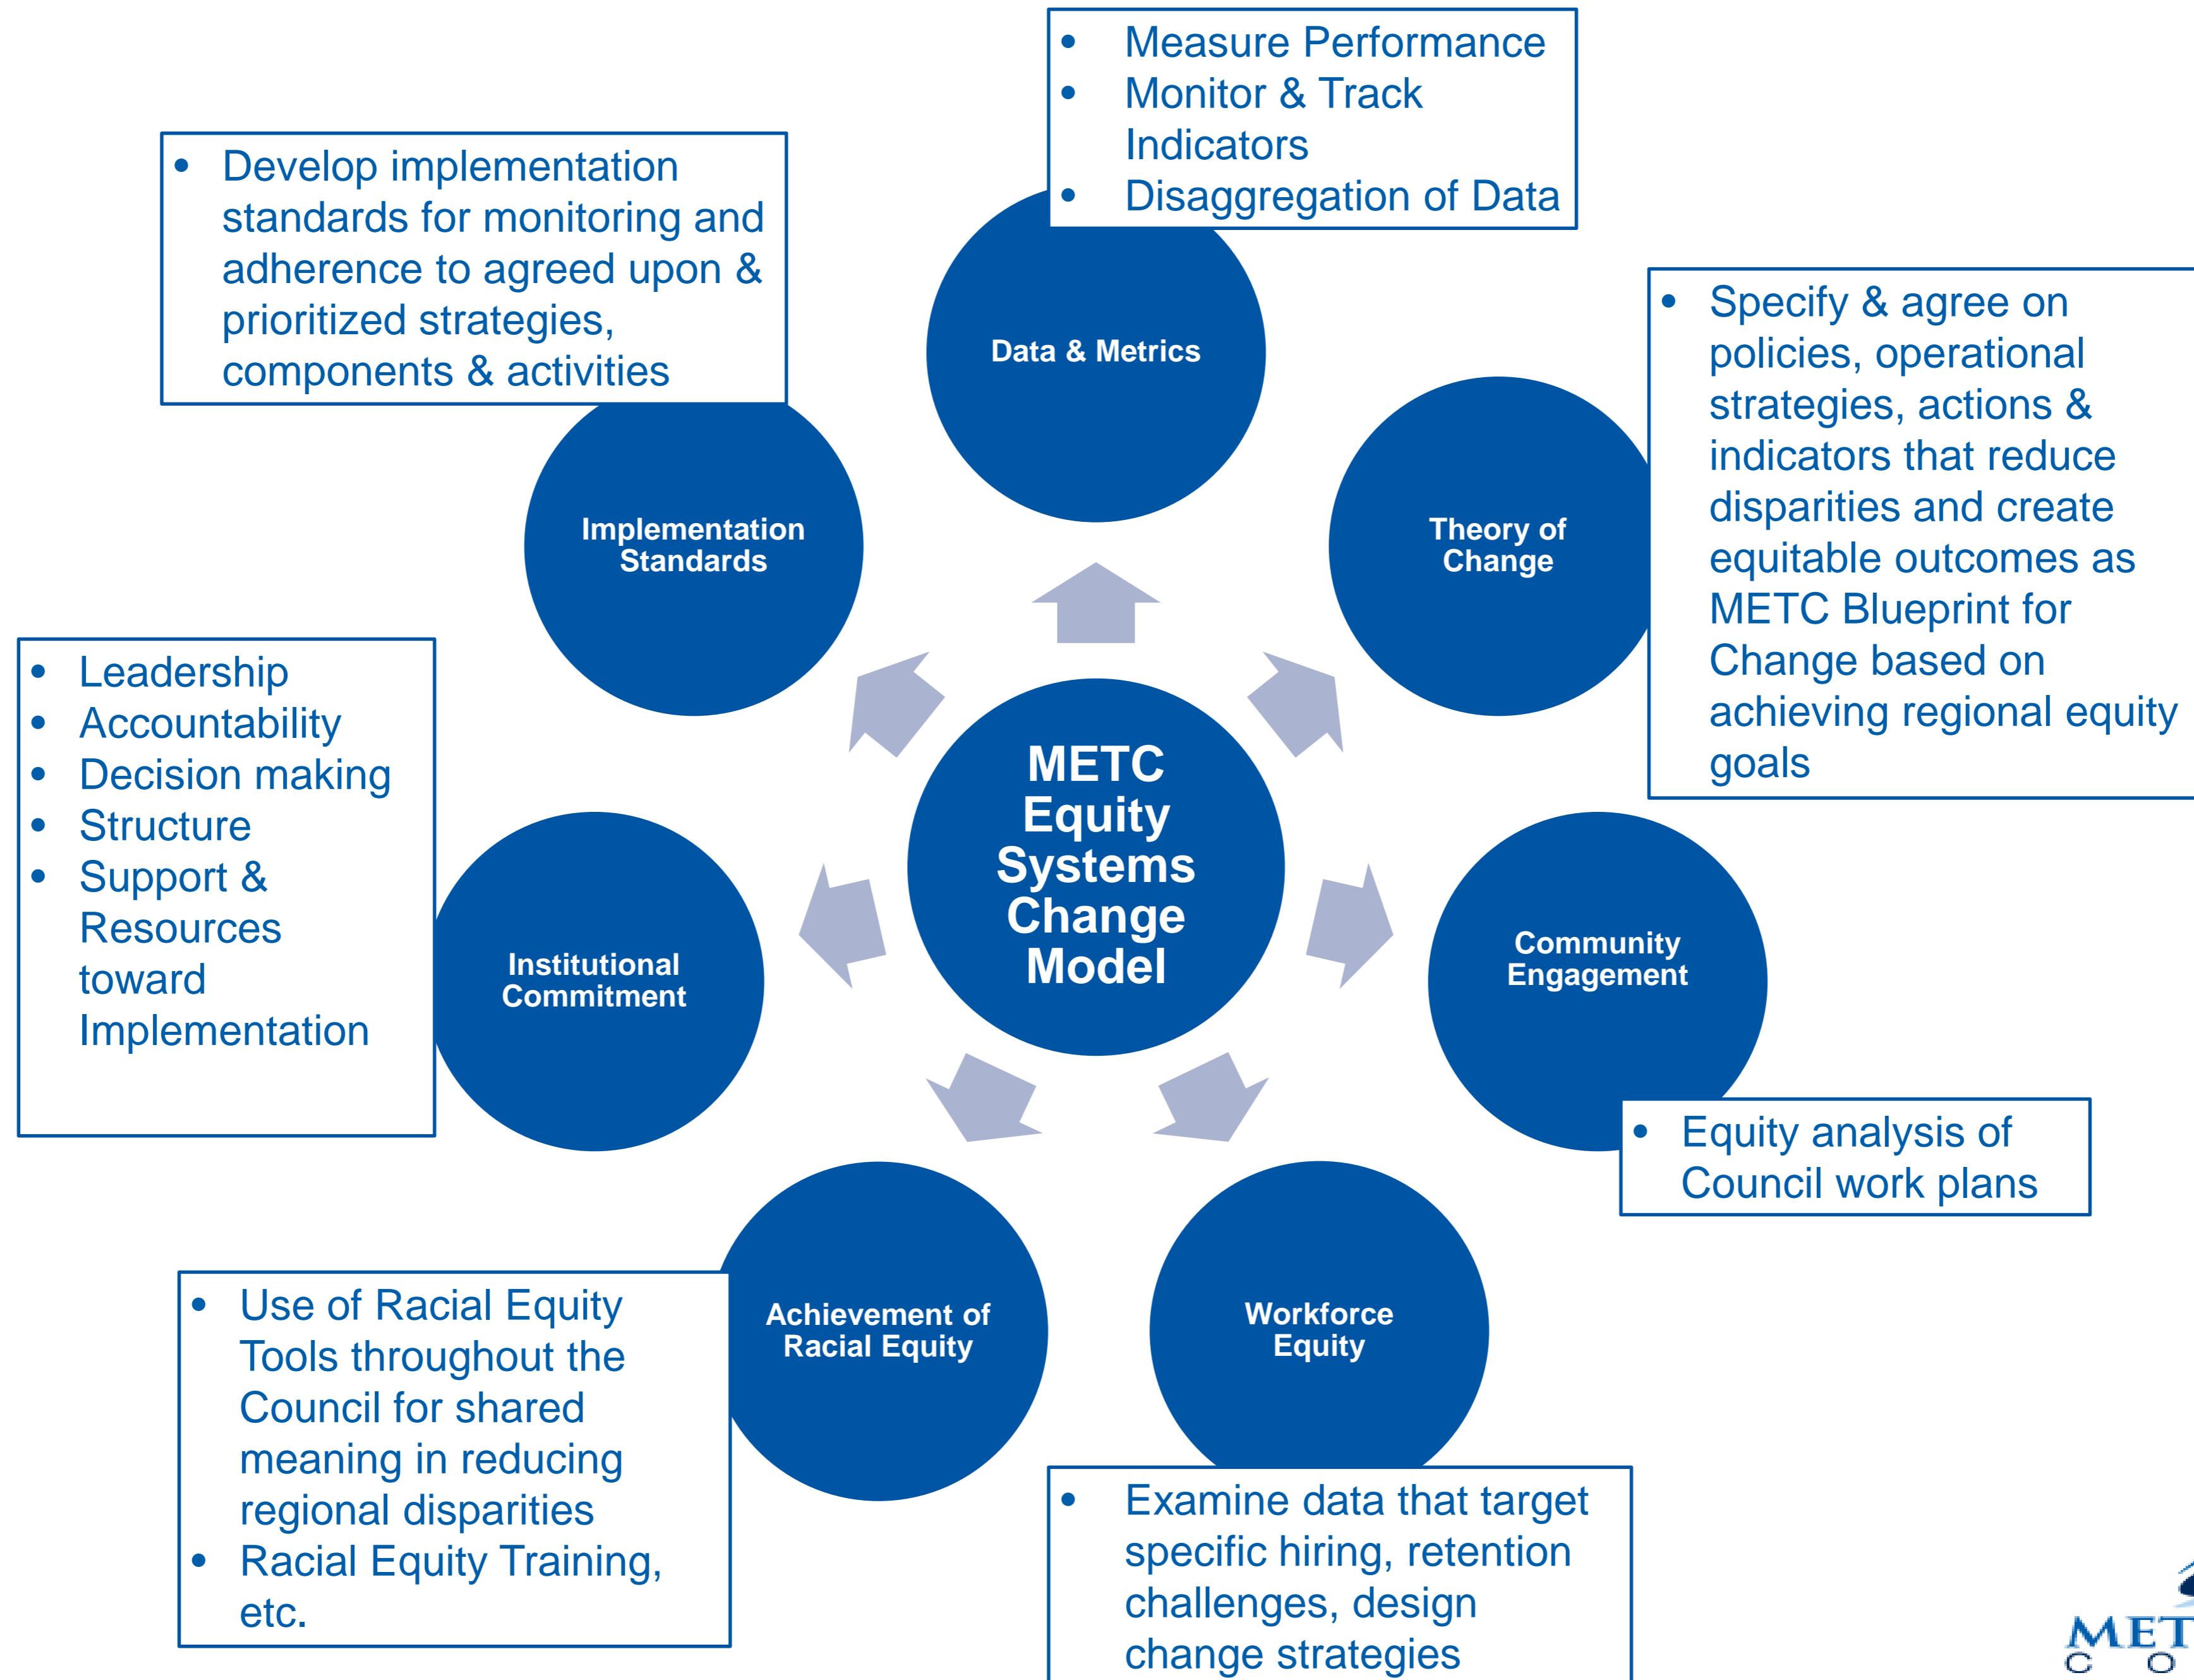 • Measure Performance
• Monitor & Track
Indicators
• Disaggregation of Data
• Develop implementation
standards for monitoring and
adherence to agreed upon &
prioritized strategies,
components & activities
Data & Metrics
• Specify & agree on
policies, operational
strategies, actions &
indicators that reduce
disparities and create
equitable outcomes as
METC Blueprint for
Change based on
achieving regional equity
goals
Implementation
Standards
Theory of
Change
• Leadership
• Accountability
• Decision making
• Structure
• Support &
Resources
toward
Implementation
METC
Equity
Systems
Change
Model
Institutional
Commitment
Community
Engagement
• Equity analysis of
Council work plans
• Use of Racial Equity
Tools throughout the
Council for shared
meaning in reducing
regional disparities
• Racial Equity Training,
etc.
Achievement of
Racial Equity
Workforce
Equity
• Examine data that target
specific hiring, retention
challenges, design
change strategies